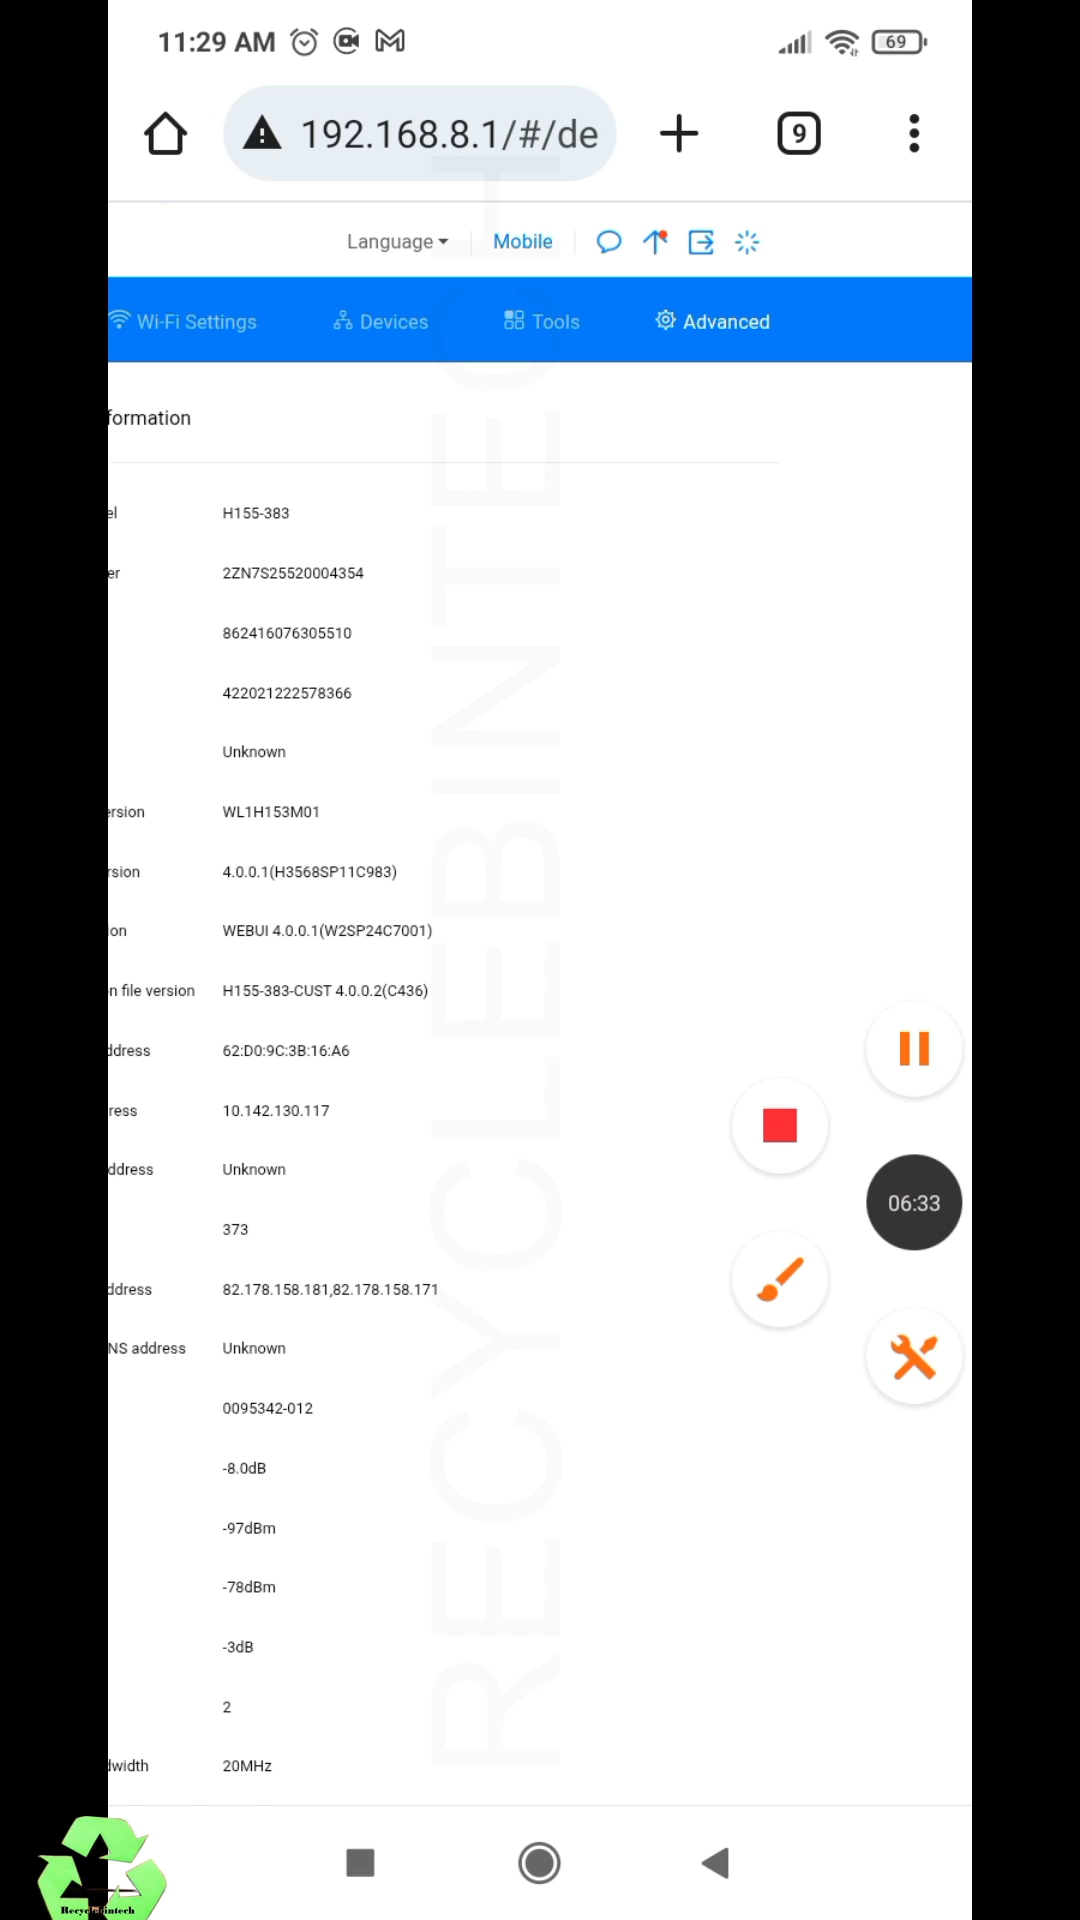 11:29 AM
69
192.168.8.1/#/de
9
Language
Mobile
Wi-Fi Settings
Devices
Tools
Advanced
formation
el H155-383
er 2ZN7S25520004354
862416076305510
422021222578366
Unknown
ersion WL1H153M01
rsion 4.0.0.1(H3568SP11C983)
ion WEBUI 4.0.0.1(W2SP24C7001)
n file version H155-383-CUST 4.0.0.2(C436)
ddress 62:D0:9C:3B:16:A6
ress 10.142.130.117
ddress Unknown
373
ddress 82.178.158.181,82.178.158.171
NS address Unknown
0095342-012
-8.0dB
-97dBm
-78dBm
-3dB
2
dwidth 20MHz
06:33
RECYCLEBINTECH
Recyclebintech